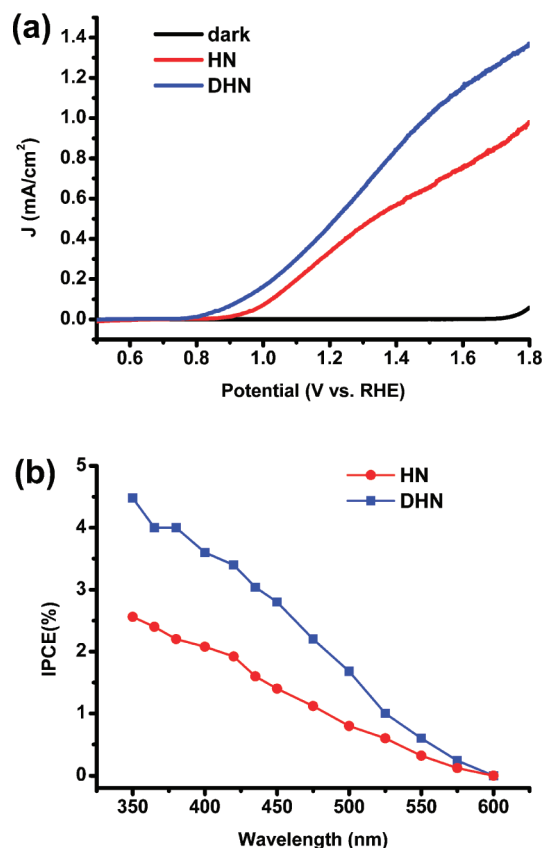 (a)
dark
HN
DHN
J (mA/cm²)
1.4
1.2
1.0
0.8
0.6
0.4
0.2
0.0
0.6 0.8 1.0 1.2 1.4 1.6 1.8
Potential (V vs. RHE)
(b)
HN
DHN
IPCE(%)
5
4
3
2
1
0
350 400 450 500 550 600
Wavelength (nm)